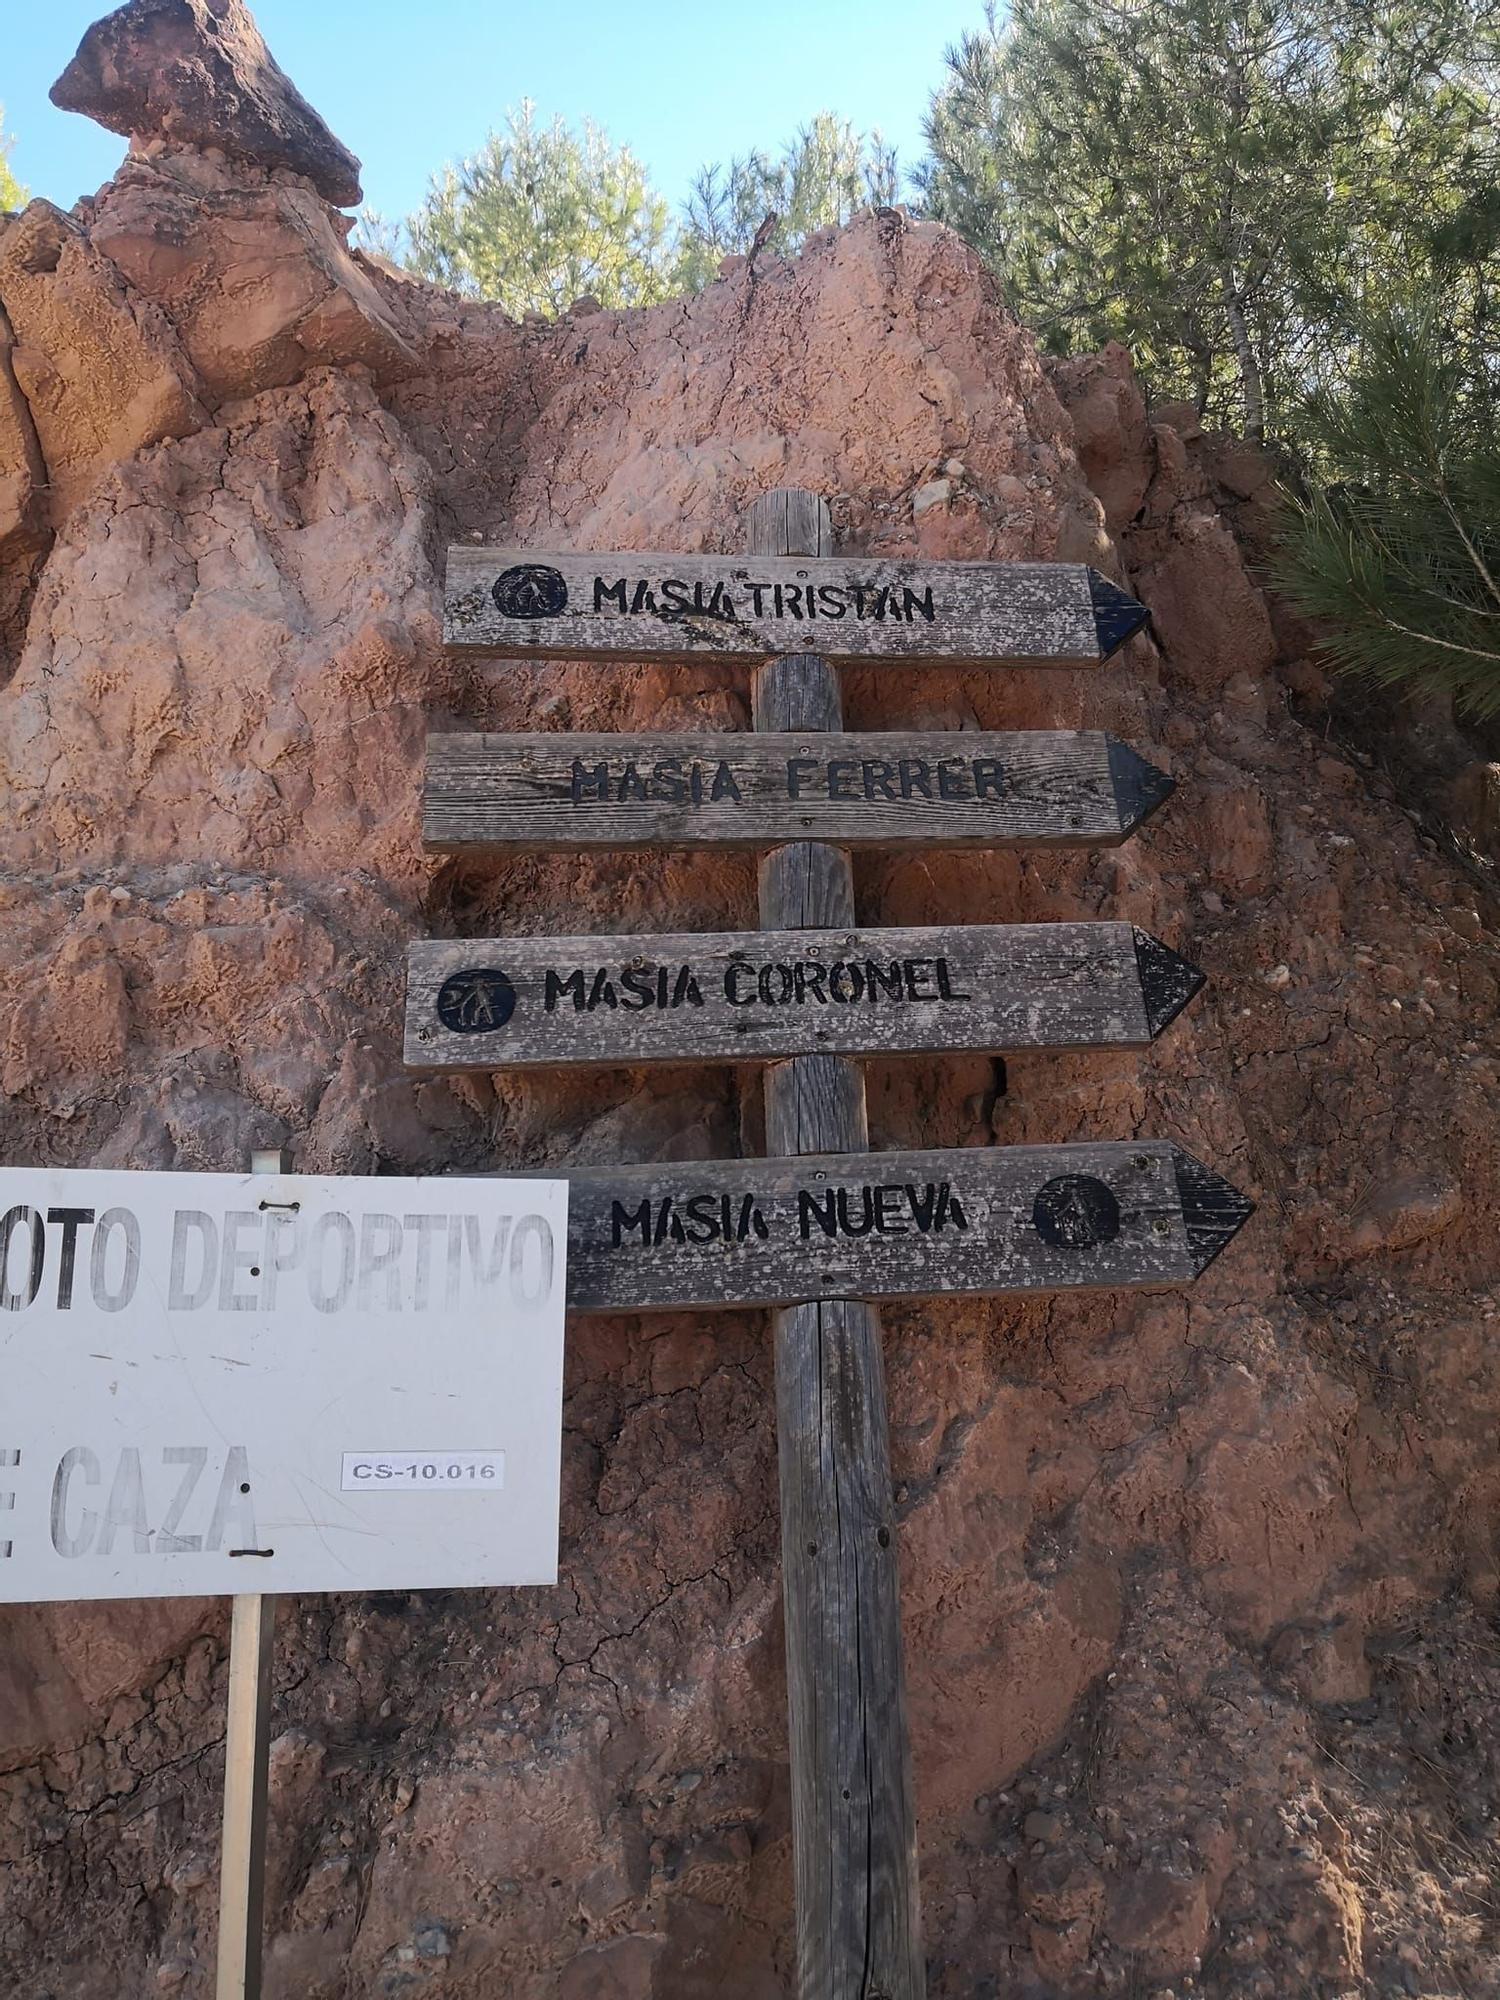 MASIA TRISTAN
MASIA FERRER
MASIA CORONEL
MASIA NUEVA
OTO DEPORTIVO
E CAZA
CS-10.016